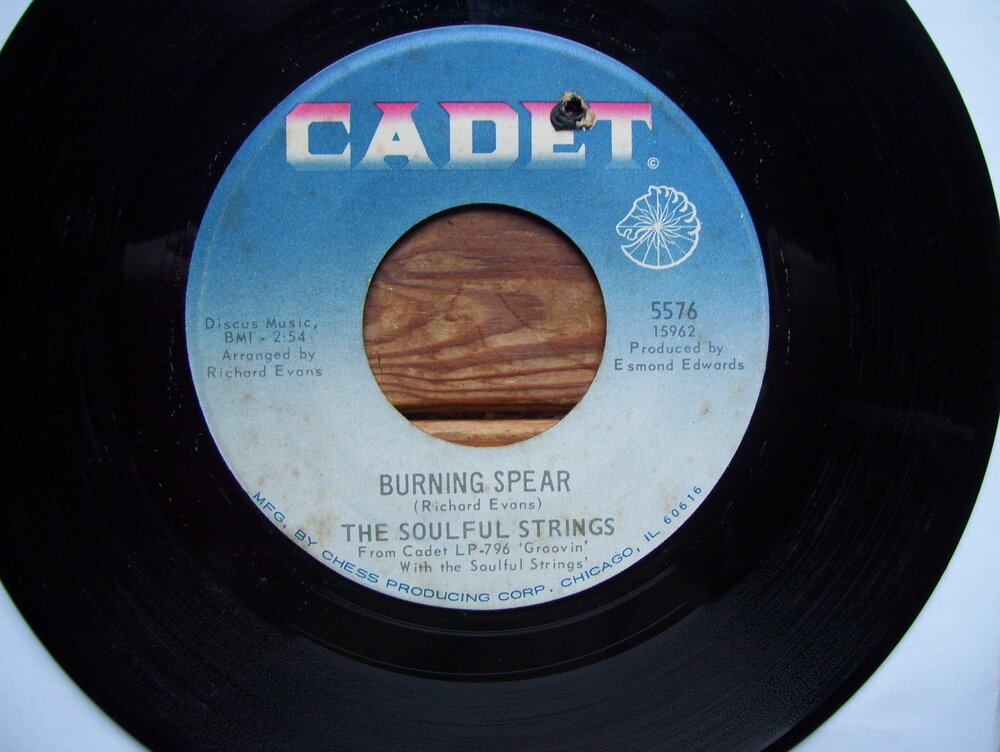 CADET
©
Discus Music,
BMI - 2:54
Arranged by
Richard Evans
5576
15962
Produced by
Esmond Edwards
BURNING SPEAR
(Richard Evans)
THE SOULFUL STRINGS
From Cadet LP-796 'Groovin'
With the Soulful Strings'
MFG. BY CHESS PRODUCING CORP. CHICAGO, IL 60616